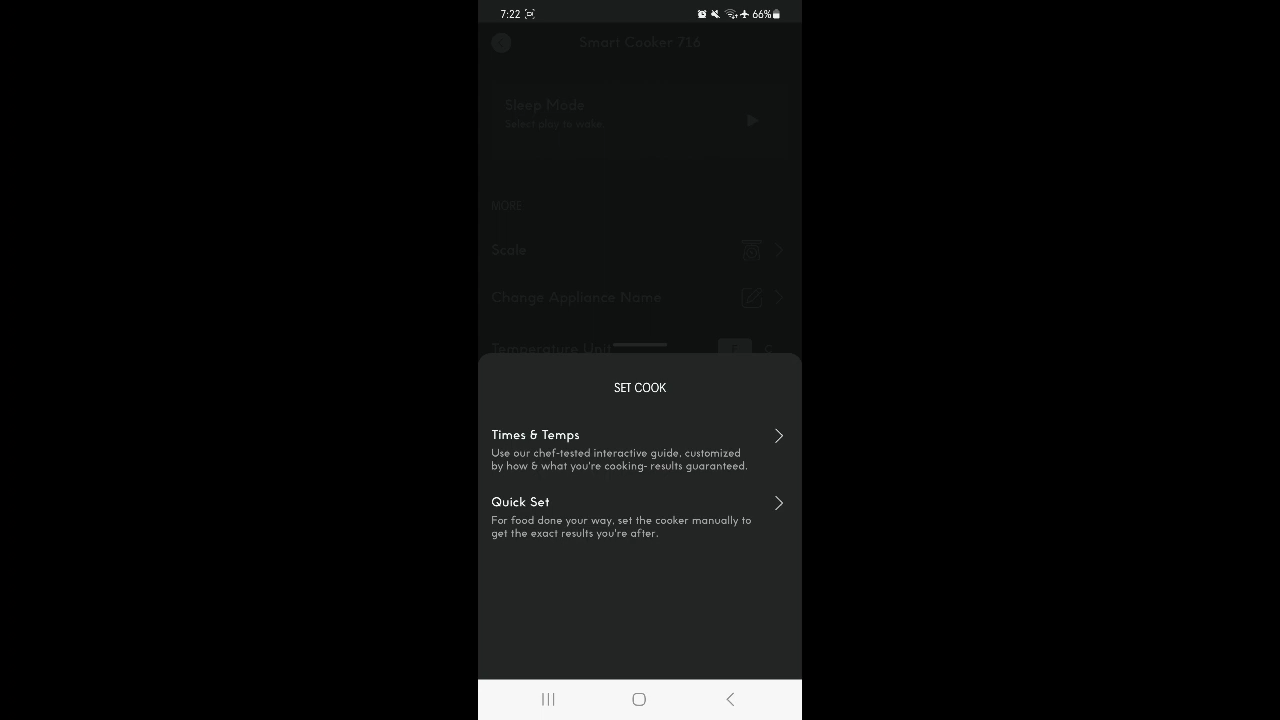 7:22
66%
Smart Cooker 716
Sleep Mode
Select play to wake.
MORE
Scale
Change Appliance Name
Temperature Unit
SET COOK
Times & Temps
Use our chef-tested interactive guide, customized
by how & what you're cooking- results guaranteed.
Quick Set
For food done your way, set the cooker manually to
get the exact results you're after.